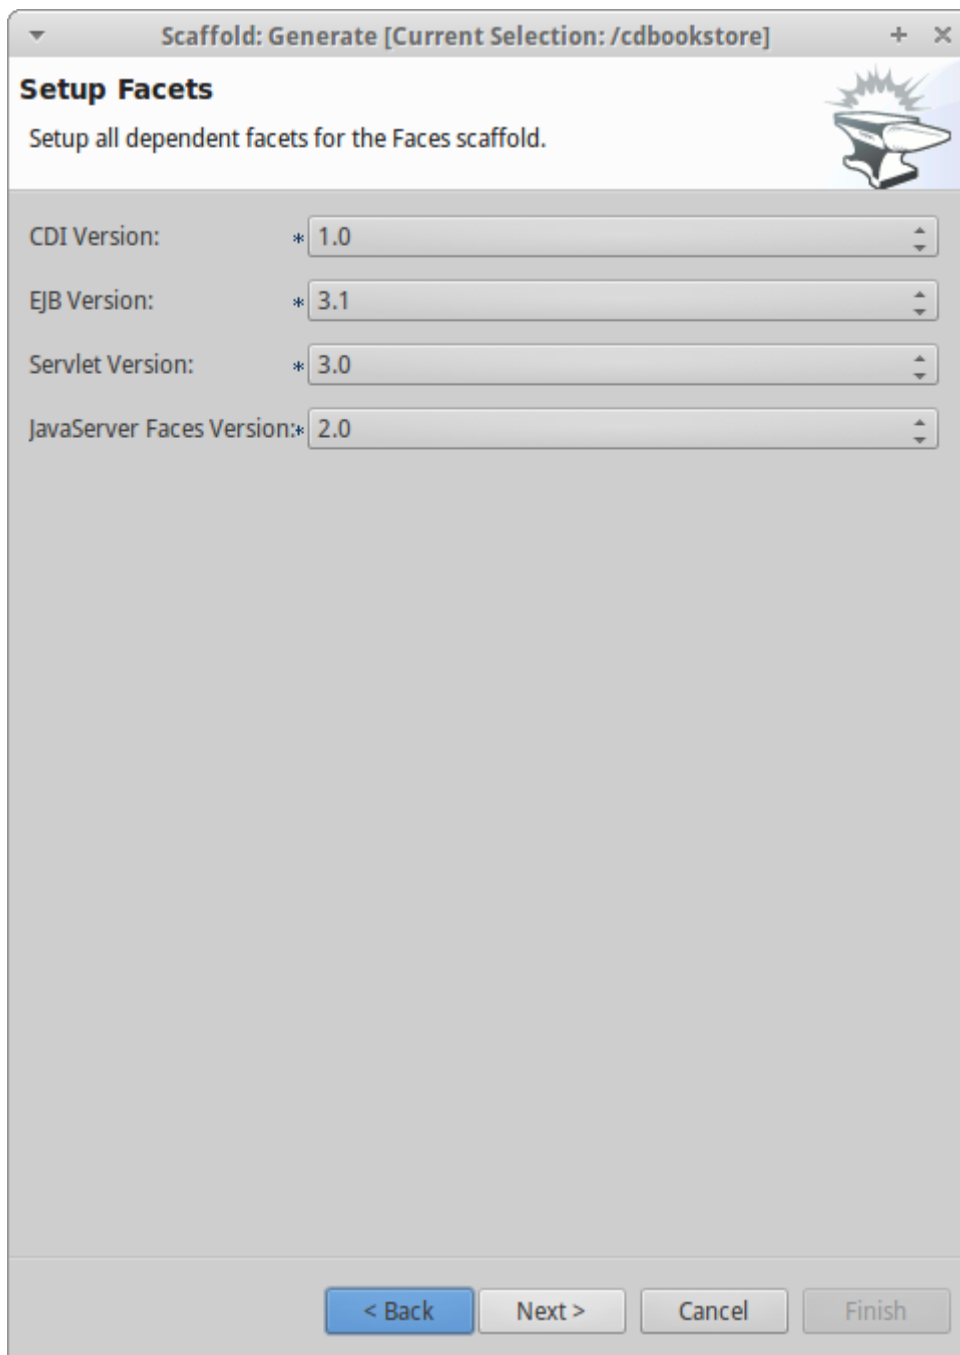 Scaffold: Generate [Current Selection: /cdbookstore]
Setup Facets
Setup all dependent facets for the Faces scaffold.
CDI Version: * 1.0
EJB Version: * 3.1
Servlet Version: * 3.0
JavaServer Faces Version:* 2.0
< Back Next > Cancel Finish